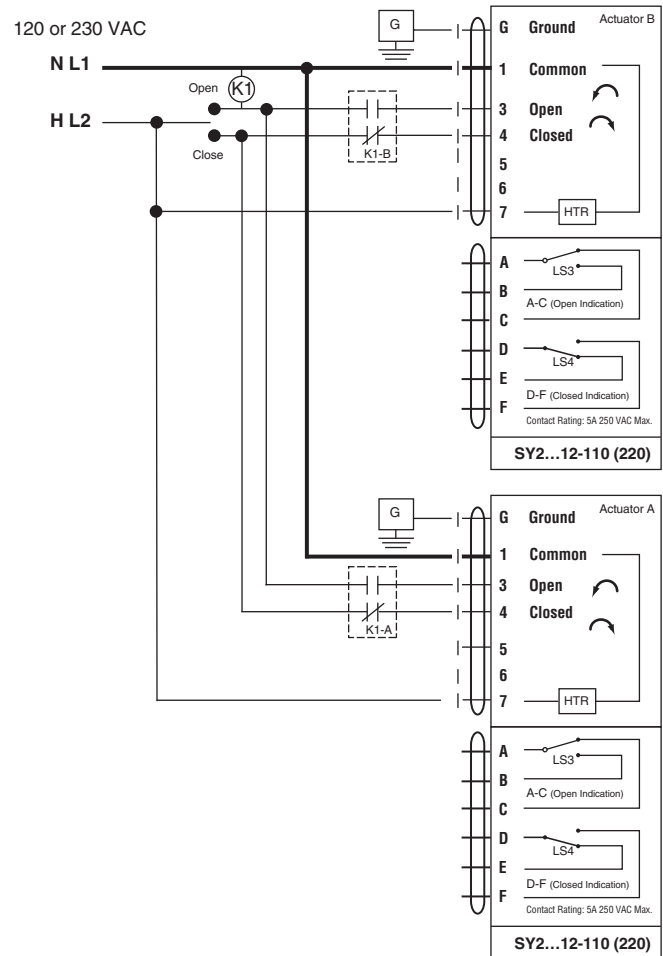 120 or 230 VAC
N L1
H L2
Open
K1
Close
G
K1-B
Actuator B
G Ground
1 Common
3 Open
4 Closed
5
6
7 HTR
A
LS3
B
A-C (Open Indication)
C
D
LS4
E
D-F (Closed Indication)
F
Contact Rating: 5A 250 VAC Max.
SY2...12-110 (220)
G
K1-A
Actuator A
G Ground
1 Common
3 Open
4 Closed
5
6
7 HTR
A
LS3
B
A-C (Open Indication)
C
D
LS4
E
D-F (Closed Indication)
F
Contact Rating: 5A 250 VAC Max.
SY2...12-110 (220)